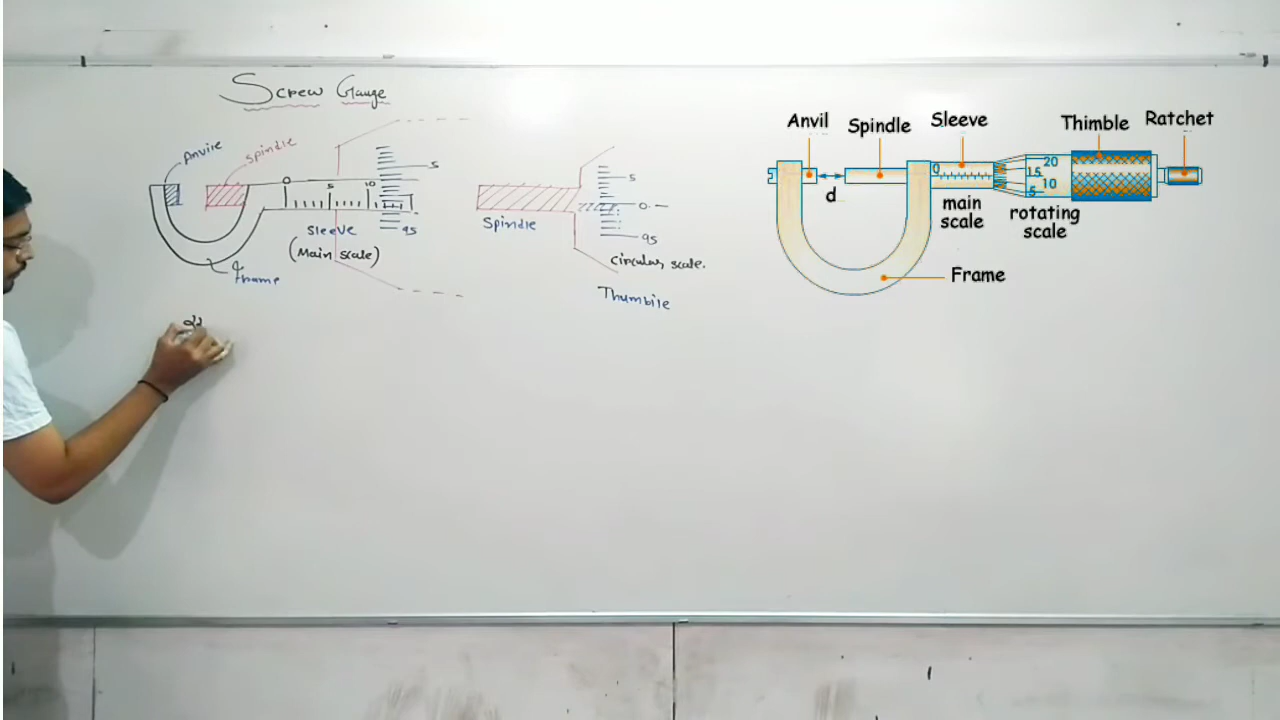 Screw Gauge
Anvire
spindle
0
5
10
5
95
Sleeve
(Main scale)
Frame
Spindle
5
0
95
Circular scale.
Thumbile
Anvil
Spindle
Sleeve
Thimble
Ratchet
d
0
main
scale
20
15
10
5
rotating
scale
Frame